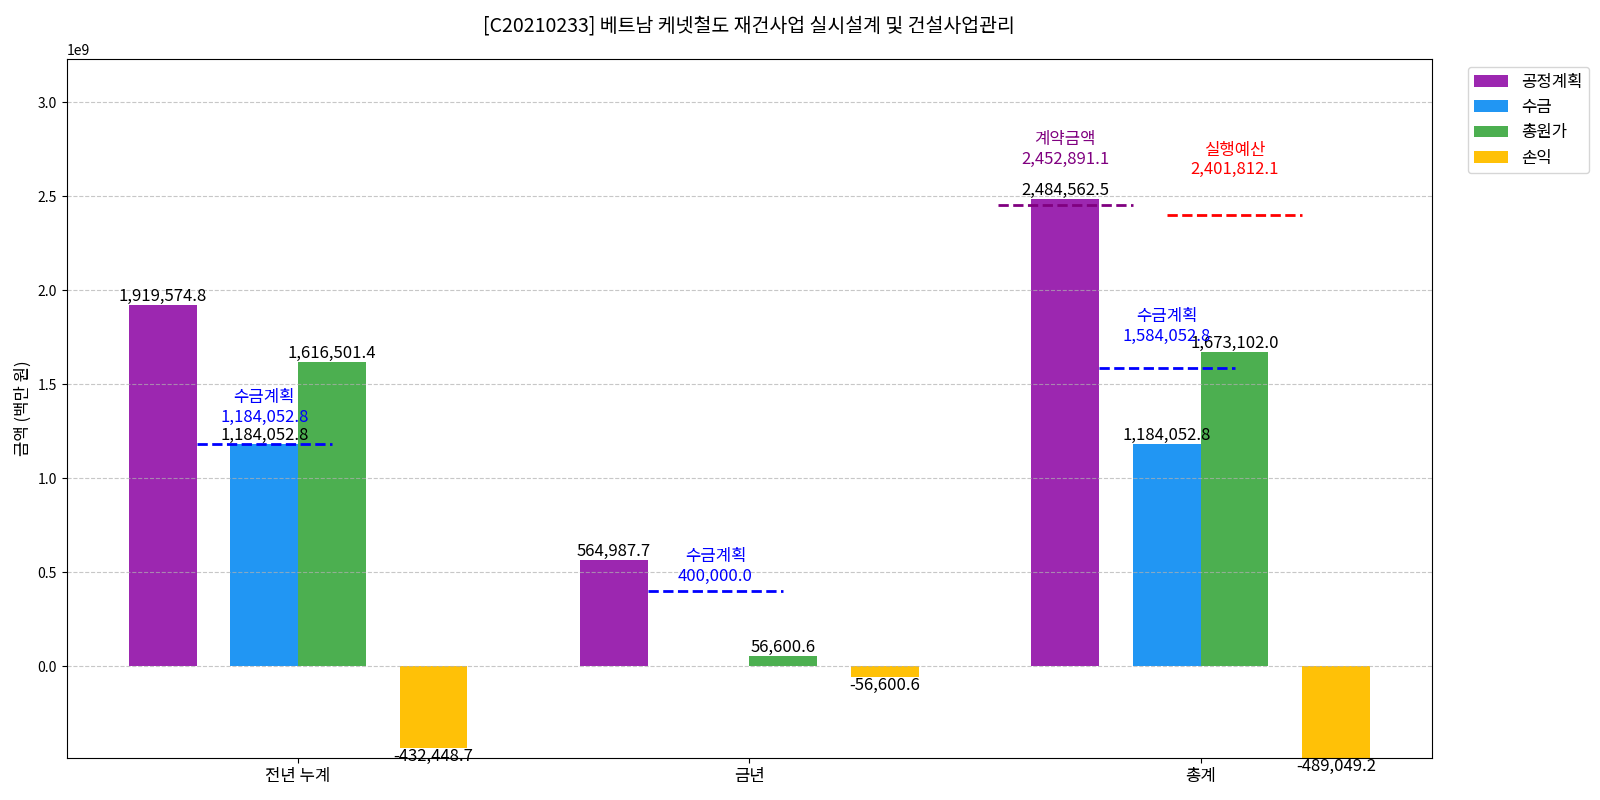 [C20210233] 베트남 케넷철도 재건사업 실시설계 및 건설사업관리
1e9
공정계획
수금
총원가
손익
금액 (백만 원)
3.0
2.5
2.0
1.5
1.0
0.5
0.0
1,919,574.8
수금계획
1,184,052.8
1,184,052.8
1,616,501.4
-432,448.7
564,987.7
수금계획
400,000.0
56,600.6
-56,600.6
계약금액
2,452,891.1
2,484,562.5
실행예산
2,401,812.1
수금계획
1,584,052.8
1,184,052.8
1,673,102.0
-489,049.2
전년 누계
금년
총계